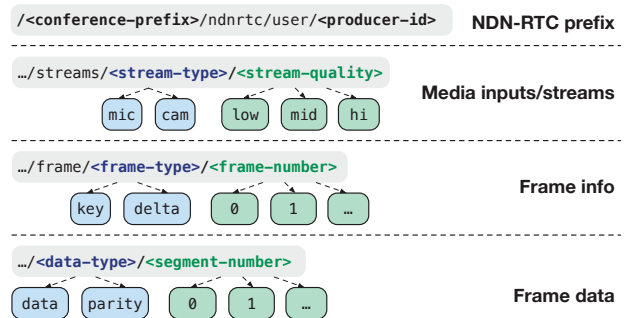 /<conference-prefix>/ndnrtc/user/<producer-id> NDN-RTC prefix
…/streams/<stream-type>/<stream-quality>
Media inputs/streams
mic cam low mid hi
…/frame/<frame-type>/<frame-number>
Frame info
key delta 0 1 …
…/<data-type>/<segment-number>
Frame data
data parity 0 1 …